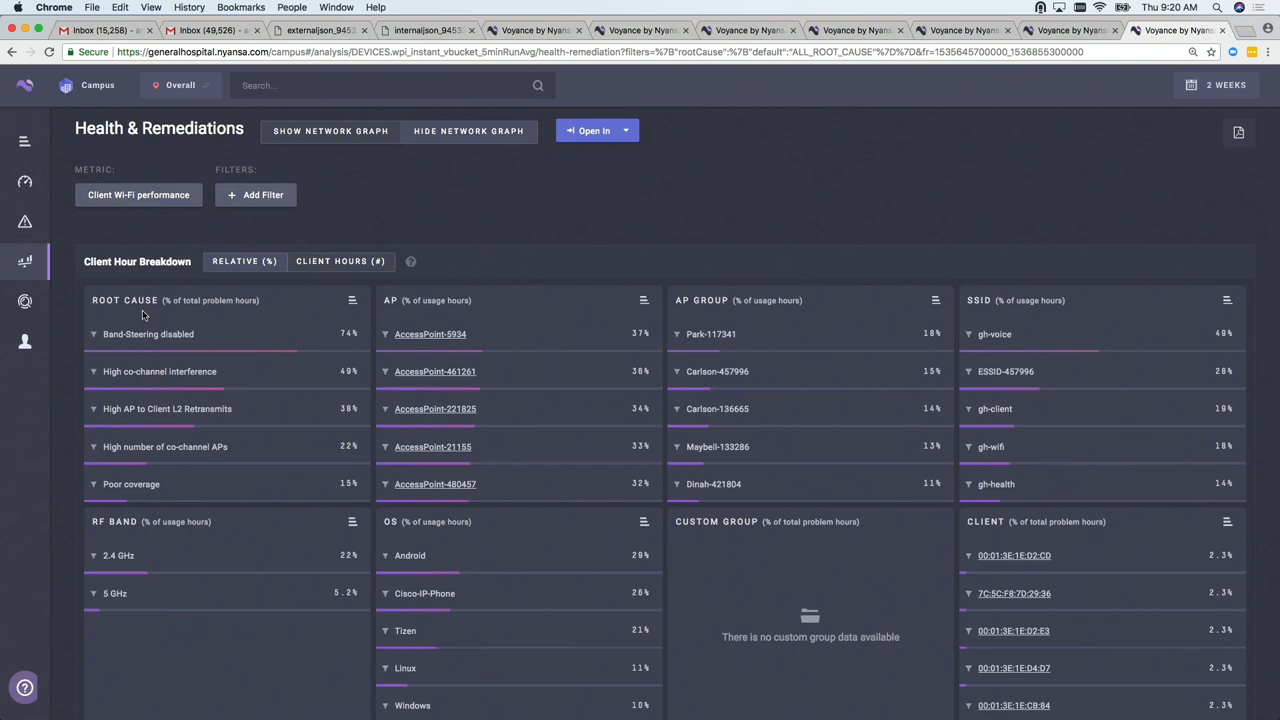 Chrome File Edit View History Bookmarks People Window Help
Thu 9:20 AM
Inbox (15,258)
Inbox (49,526)
externaljson_9453
internaljson_9453
Voyance by Nyansa
Voyance by Nyansa
Voyance by Nyansa
Voyance by Nyansa
Voyance by Nyansa
Voyance by Nyansa
Voyance by Nyansa
Secure https://generalhospital.nyansa.com/campus#/analysis/DEVICES.wpi_instant_vbucket_5minRunAvg/health-remediation?filters=%7B"rootCause":%7B"default":"ALL_ROOT_CAUSE"%7D%7D&fr=1535645700000_1536855300000
Campus Overall Search... 2 WEEKS
Health & Remediations SHOW NETWORK GRAPH HIDE NETWORK GRAPH Open In
METRIC: FILTERS:
Client Wi-Fi performance + Add Filter
Client Hour Breakdown RELATIVE (%) CLIENT HOURS (#) ?
ROOT CAUSE (% of total problem hours)
Band-Steering disabled 74%
High co-channel interference 49%
High AP to Client L2 Retransmits 38%
High number of co-channel APs 22%
Poor coverage 15%
AP (% of usage hours)
AccessPoint-5934 37%
AccessPoint-461261 36%
AccessPoint-221825 34%
AccessPoint-21155 33%
AccessPoint-480457 32%
AP GROUP (% of usage hours)
Park-117341 18%
Carlson-457996 15%
Carlson-136665 14%
Maybell-133286 13%
Dinah-421804 11%
SSID (% of usage hours)
gh-voice 49%
ESSID-457996 28%
gh-client 19%
gh-wifi 18%
gh-health 14%
RF BAND (% of usage hours)
2.4 GHz 22%
5 GHz 5.2%
OS (% of usage hours)
Android 29%
Cisco-IP-Phone 26%
Tizen 21%
Linux 11%
Windows 10%
CUSTOM GROUP (% of total problem hours)
There is no custom group data available
CLIENT (% of total problem hours)
00:01:3E:1E:D2:CD 2.3%
7C:5C:F8:7D:29:36 2.3%
00:01:3E:1E:D2:E3 2.3%
00:01:3E:1E:D4:D7 2.3%
00:01:3E:1E:CB:84 2.3%
?